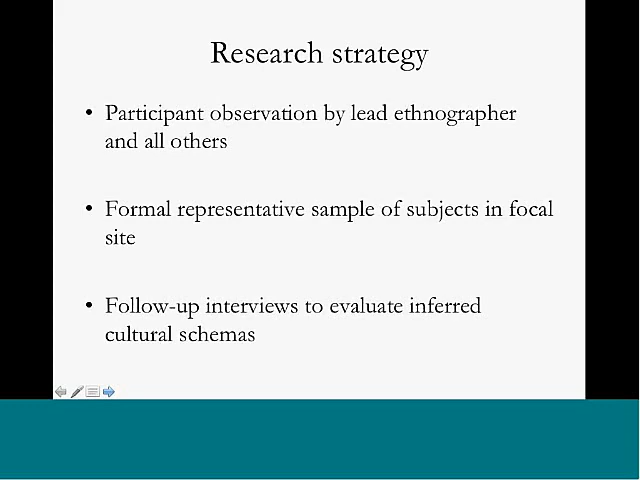 Research strategy
• Participant observation by lead ethnographer
and all others
• Formal representative sample of subjects in focal
site
• Follow-up interviews to evaluate inferred
cultural schemas